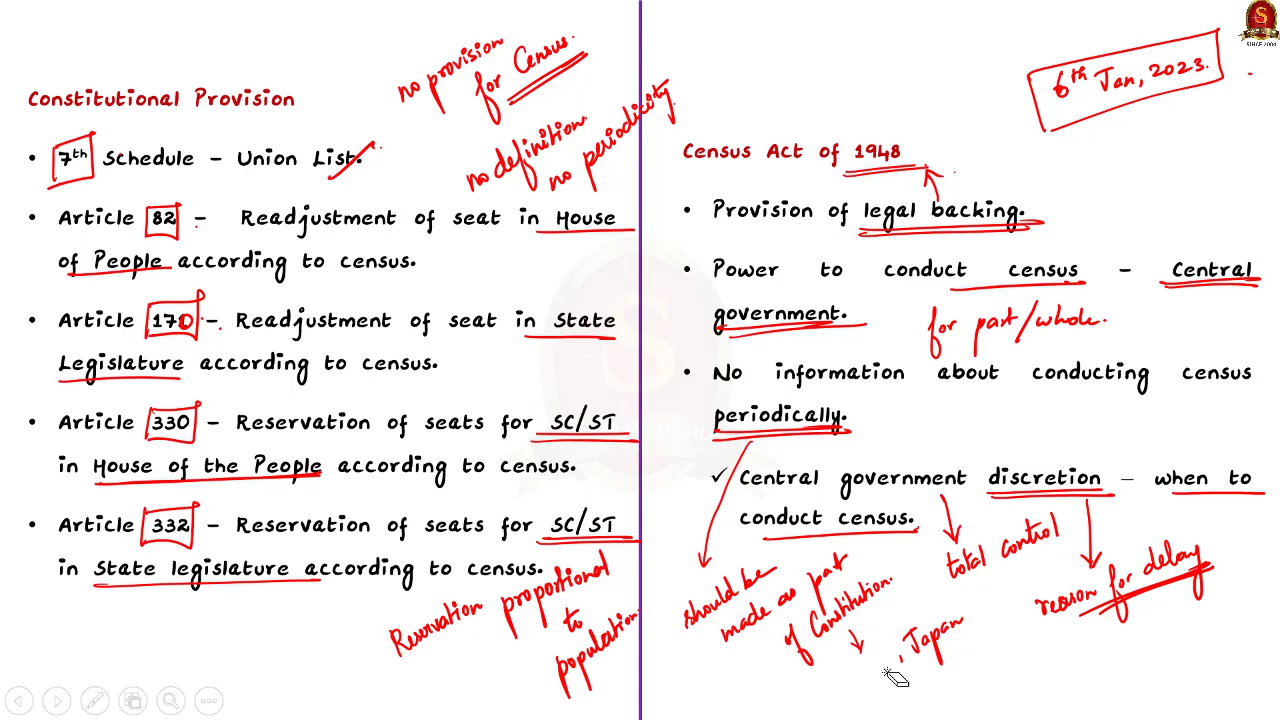 no provision
for Census.
Constitutional Provision
• 7th Schedule – Union List.
no definition
no periodicity
• Article 82 – Readjustment of seat in House
of People according to census.
• Article 170 – Readjustment of seat in State
Legislature according to census.
• Article 330 – Reservation of seats for SC/ST
in House of the People according to census.
• Article 332 – Reservation of seats for SC/ST
in State legislature according to census.
Reservation proportional
to
population.
SINCE 2004
6th Jan, 2023.
Census Act of 1948
• Provision of legal backing.
• Power to conduct census – Central
government.
for part/whole.
• No information about conducting census
periodically.
✓ Central government discretion – when to
conduct census.
should be
made as part
of Constitution.
total control
reason for delay
, Japan